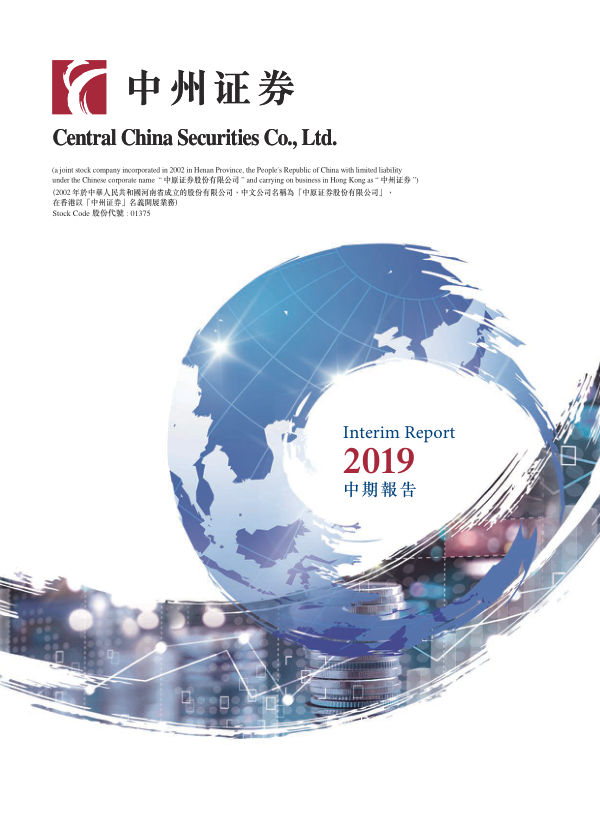 中州证券
Central China Securities Co., Ltd.
(a joint stock company incorporated in 2002 in Henan Province, the People's Republic of China with limited liability
under the Chinese corporate name “中原证券股份有限公司” and carrying on business in Hong Kong as “中州证券”)
(2002 年於中華人民共和國河南省成立的股份有限公司，中文公司名稱為「中原证券股份有限公司」，
在香港以「中州证券」名義開展業務)
Stock Code 股份代號 : 01375
Interim Report
2019
中期報告